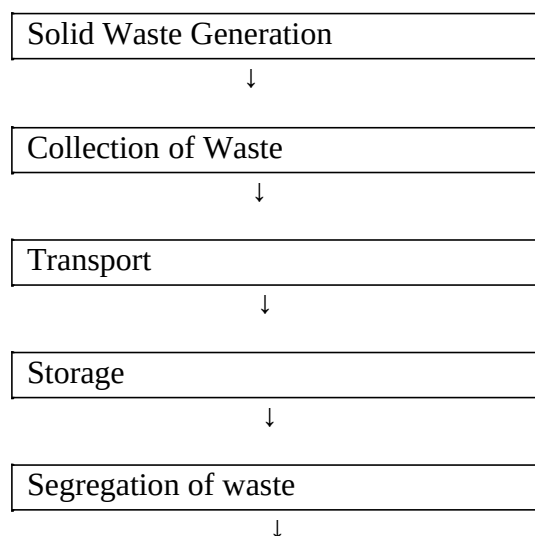 Solid Waste Generation
↓
Collection of Waste
↓
Transport
↓
Storage
↓
Segregation of waste
↓